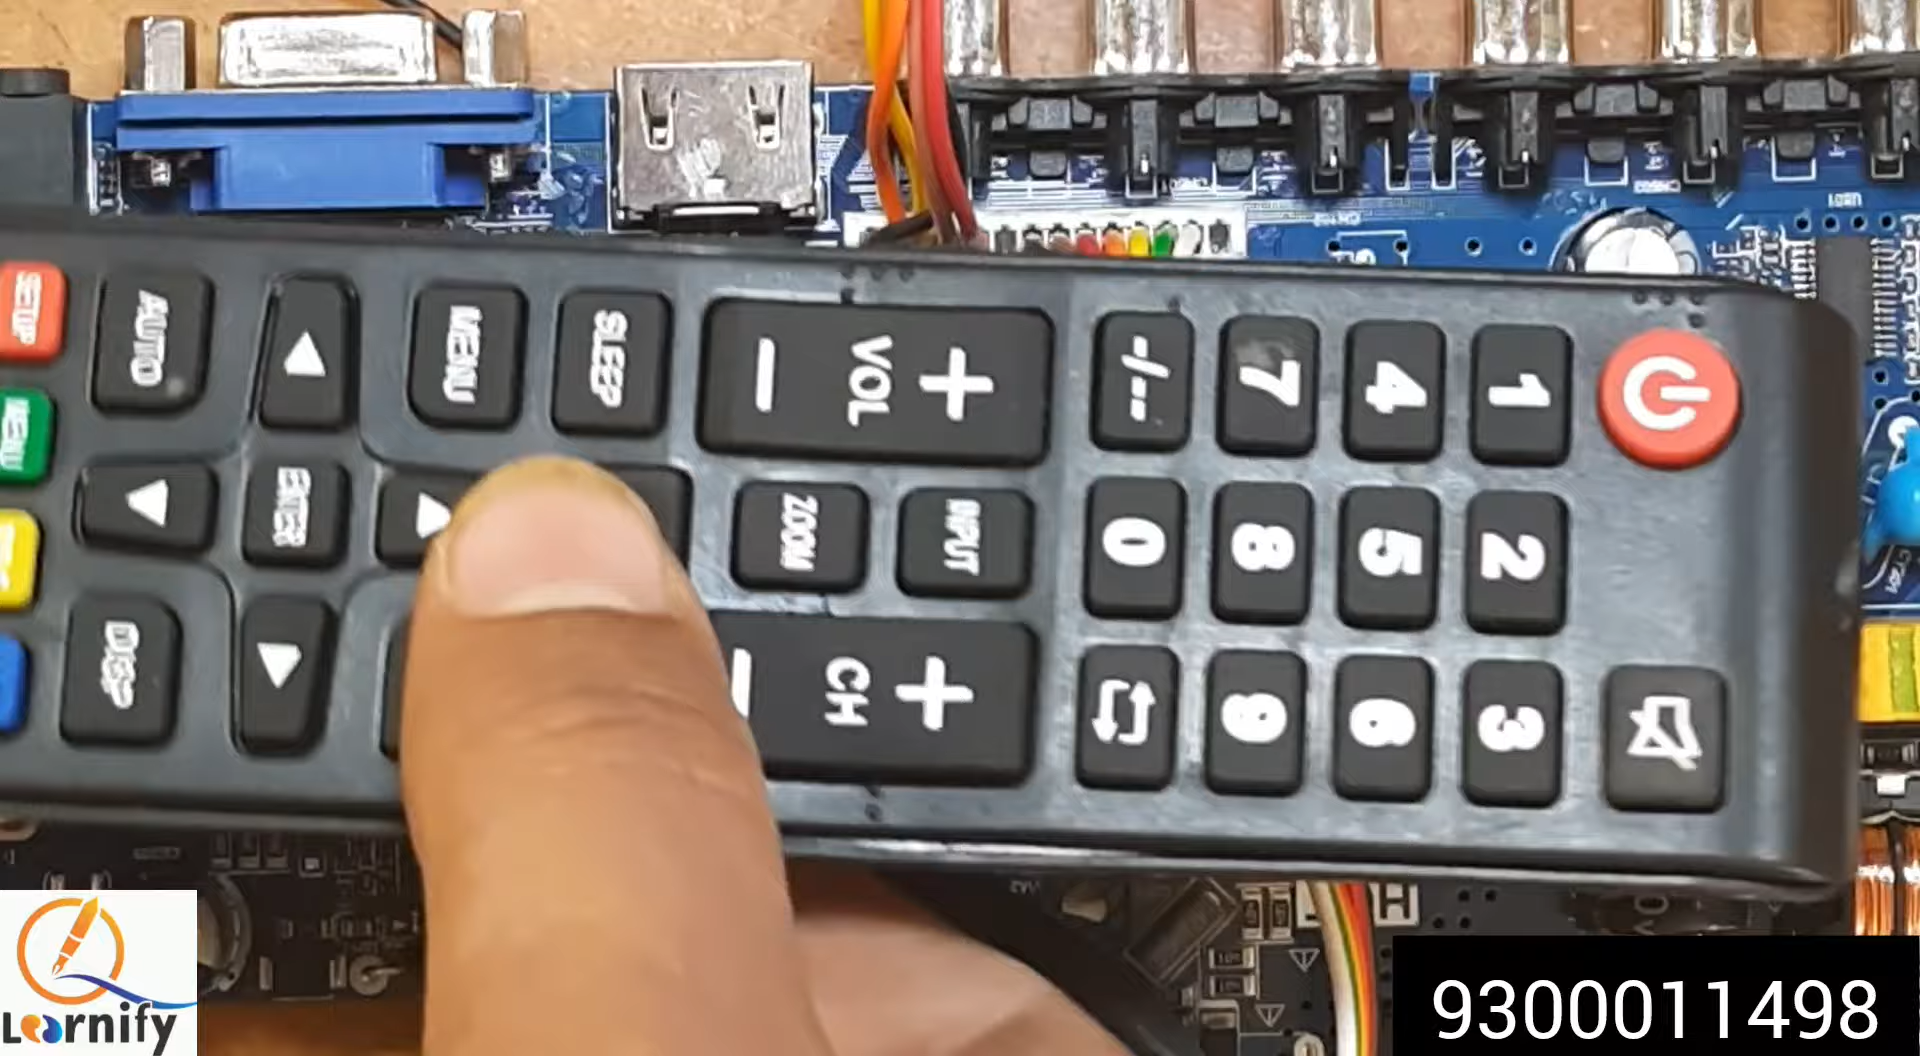 SETUP
AUTO
MENU
SLEEP
VOL
-/--
7
4
1
MENU
ENTER
ZOOM
INPUT
0
8
5
2
DISP
CH
9
6
3
Learnify
9300011498